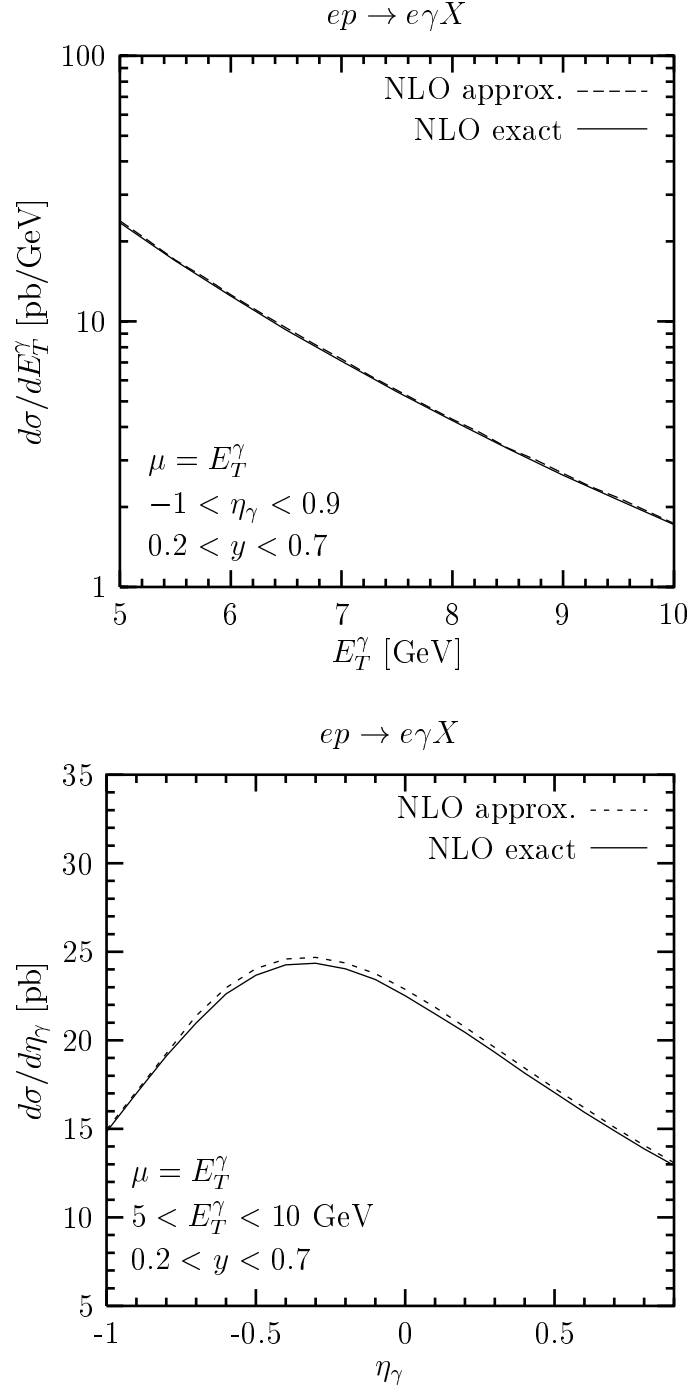 ep → eγX
100
NLO approx.
NLO exact
dσ/dE_T^γ [pb/GeV]
10
μ = E_T^γ
−1 < η_γ < 0.9
0.2 < y < 0.7
1
5 6 7 8 9 10
E_T^γ [GeV]
ep → eγX
35
NLO approx.
NLO exact
30
25
dσ/dη_γ [pb]
20
15
μ = E_T^γ
5 < E_T^γ < 10 GeV
10
0.2 < y < 0.7
5
-1 -0.5 0 0.5
η_γ